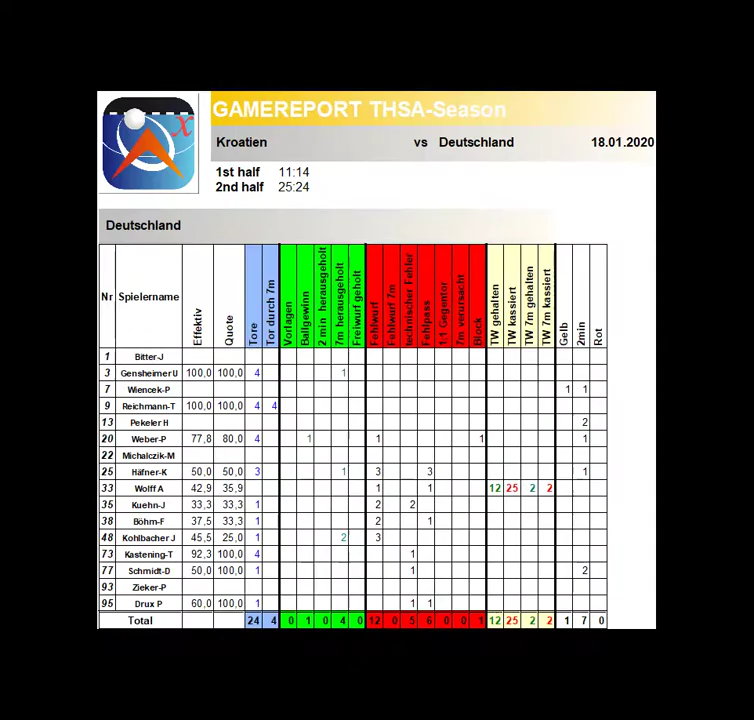 x
GAMEREPORT THSA-Season
Kroatien vs Deutschland 18.01.2020
1st half 11:14
2nd half 25:24
Deutschland
Nr Spielername Effektiv Quote Tore Tor durch 7m Vorlagen Ballgewinn 2 min herausgeholt 7m herausgeholt Freiwurf geholt Fehlwurf Fehlwurf 7m technischer Fehler Fehlpass 1:1 Gegentor 7m verursacht Block TW gehalten TW kassiert TW 7m gehalten TW 7m kassiert Gelb 2min Rot
1 Bitter-J
3 Gensheimer U 100,0 100,0 4 1
7 Wiencek-P 1 1
9 Reichmann-T 100,0 100,0 4 4
13 Pekeler H 2
20 Weber-P 77,8 80,0 4 1 1 1 1
22 Michalczik-M
25 Häfner-K 50,0 50,0 3 1 3 3 1
33 Wolff A 42,9 35,9 1 1 12 25 2 2
35 Kuehn-J 33,3 33,3 1 2 2
38 Böhm-F 37,5 33,3 1 2 1
48 Kohlbacher J 45,5 25,0 1 2 3
73 Kastening-T 92,3 100,0 4 1
77 Schmidt-D 50,0 100,0 1 1 2
93 Zieker-P
95 Drux P 60,0 100,0 1 1 1
Total 24 4 0 1 0 4 0 12 0 5 6 0 0 1 12 25 2 2 1 7 0